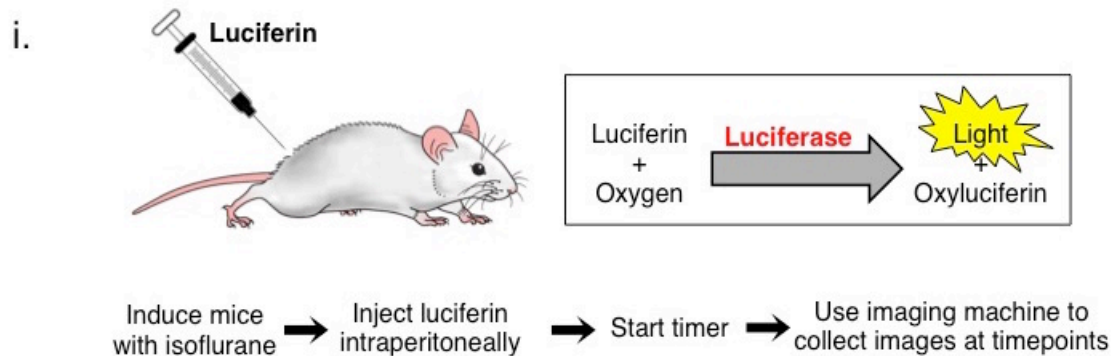 i.
Luciferin
Luciferin
+
Oxygen
Luciferase
Light
+
Oxyluciferin
Induce mice
with isoflurane
Inject luciferin
intraperitoneally
Start timer
Use imaging machine to
collect images at timepoints